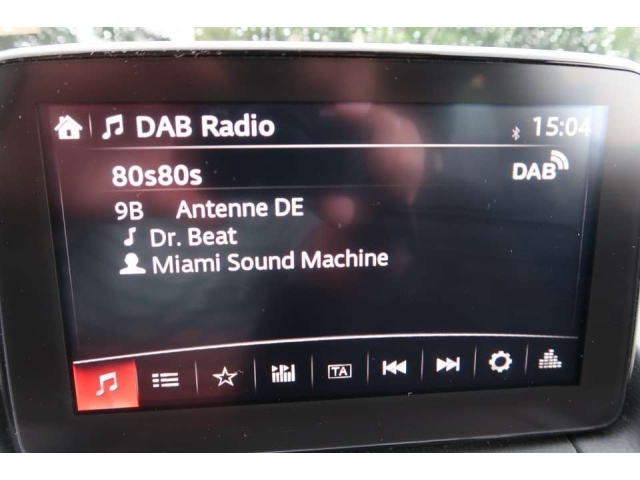 DAB Radio 15:04
80s80s DAB
9B Antenne DE
Dr. Beat
Miami Sound Machine
TA